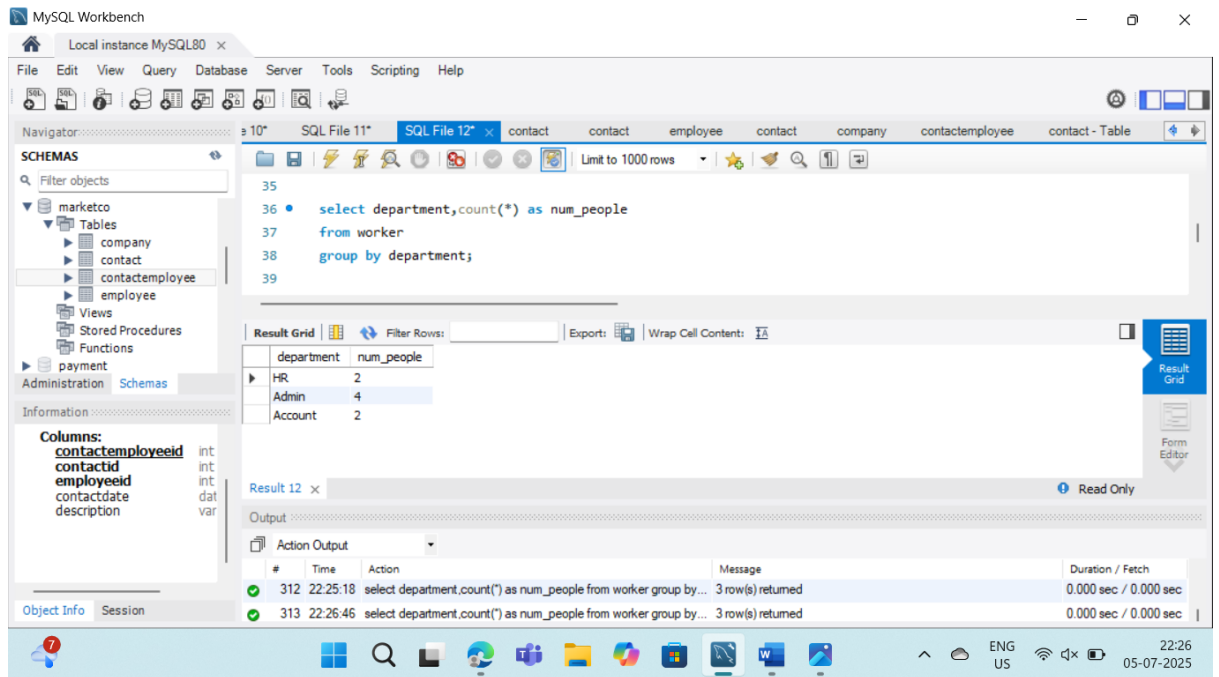 MySQL Workbench
Local instance MySQL80
File Edit View Query Database Server Tools Scripting Help
Navigator
SCHEMAS
Filter objects
marketco
Tables
company
contact
contactemployee
employee
Views
Stored Procedures
Functions
payment
Administration Schemas
Information
Columns:
contactemployeeid int
contactid int
employeeid int
contactdate dat
description var
Object Info Session
e 10* SQL File 11* SQL File 12* contact contact employee contact company contactemployee contact - Table
Limit to 1000 rows
35
36 select department,count(*) as num_people
37 from worker
38 group by department;
39
Result Grid Filter Rows: Export: Wrap Cell Content:
department num_people
HR 2
Admin 4
Account 2
Result Grid
Form Editor
Result 12
Read Only
Output
Action Output
# Time Action Message Duration / Fetch
312 22:25:18 select department,count(*) as num_people from worker group by... 3 row(s) returned 0.000 sec / 0.000 sec
313 22:26:46 select department,count(*) as num_people from worker group by... 3 row(s) returned 0.000 sec / 0.000 sec
7
ENG
US
22:26
05-07-2025